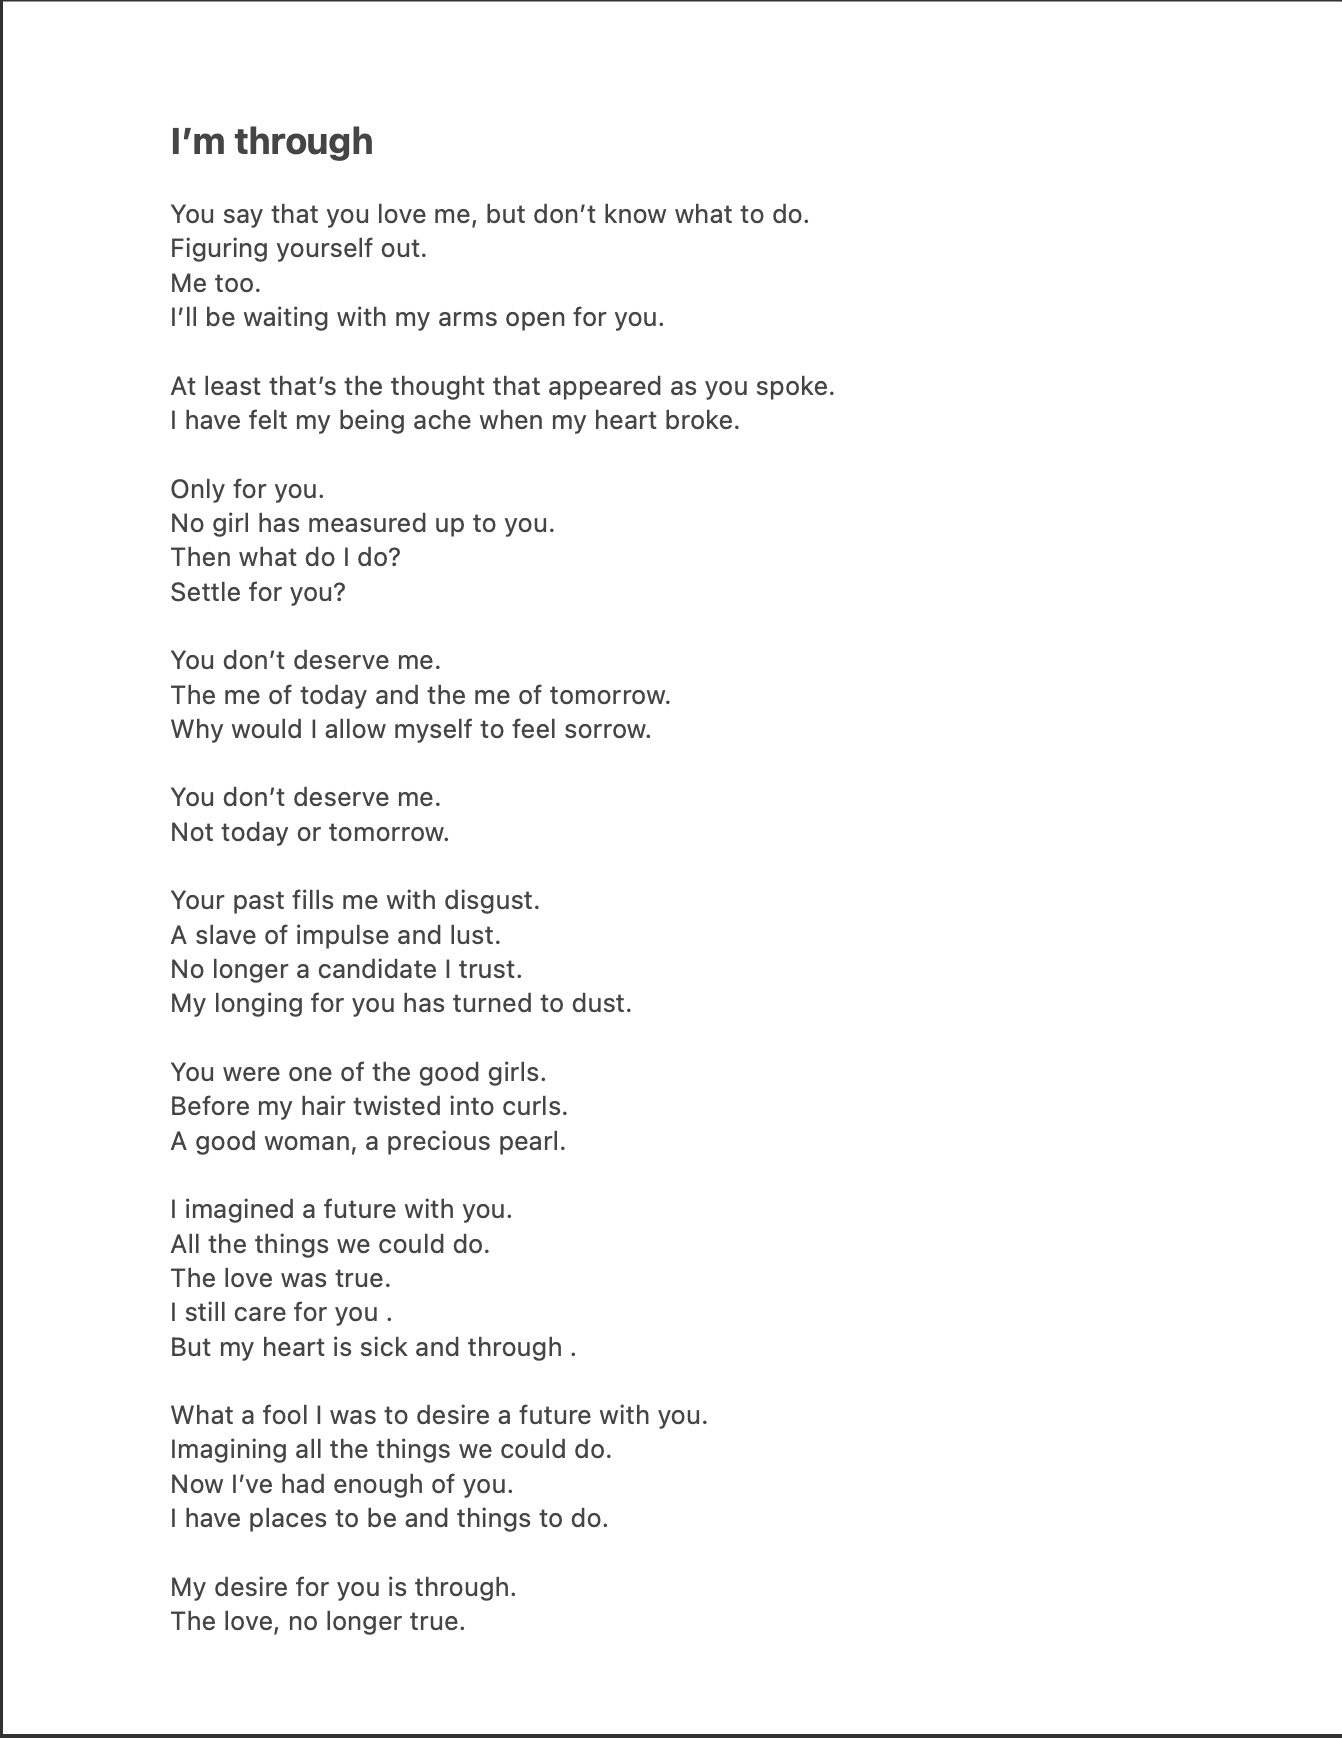 I’m through
You say that you love me, but don’t know what to do.
Figuring yourself out.
Me too.
I’ll be waiting with my arms open for you.
At least that’s the thought that appeared as you spoke.
I have felt my being ache when my heart broke.
Only for you.
No girl has measured up to you.
Then what do I do?
Settle for you?
You don’t deserve me.
The me of today and the me of tomorrow.
Why would I allow myself to feel sorrow.
You don’t deserve me.
Not today or tomorrow.
Your past fills me with disgust.
A slave of impulse and lust.
No longer a candidate I trust.
My longing for you has turned to dust.
You were one of the good girls.
Before my hair twisted into curls.
A good woman, a precious pearl.
I imagined a future with you.
All the things we could do.
The love was true.
I still care for you .
But my heart is sick and through .
What a fool I was to desire a future with you.
Imagining all the things we could do.
Now I’ve had enough of you.
I have places to be and things to do.
My desire for you is through.
The love, no longer true.